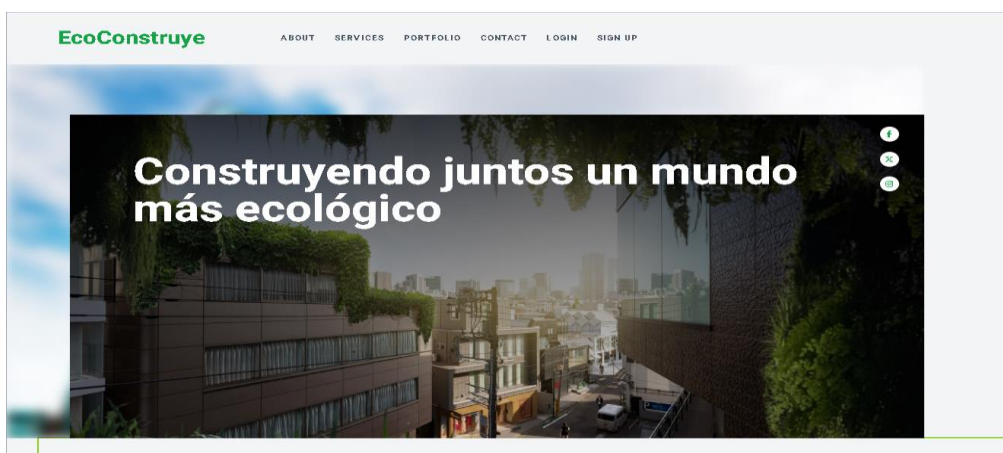 EcoConstruye
ABOUT SERVICES PORTFOLIO CONTACT LOGIN SIGN UP
Construyendo juntos un mundo
más ecológico